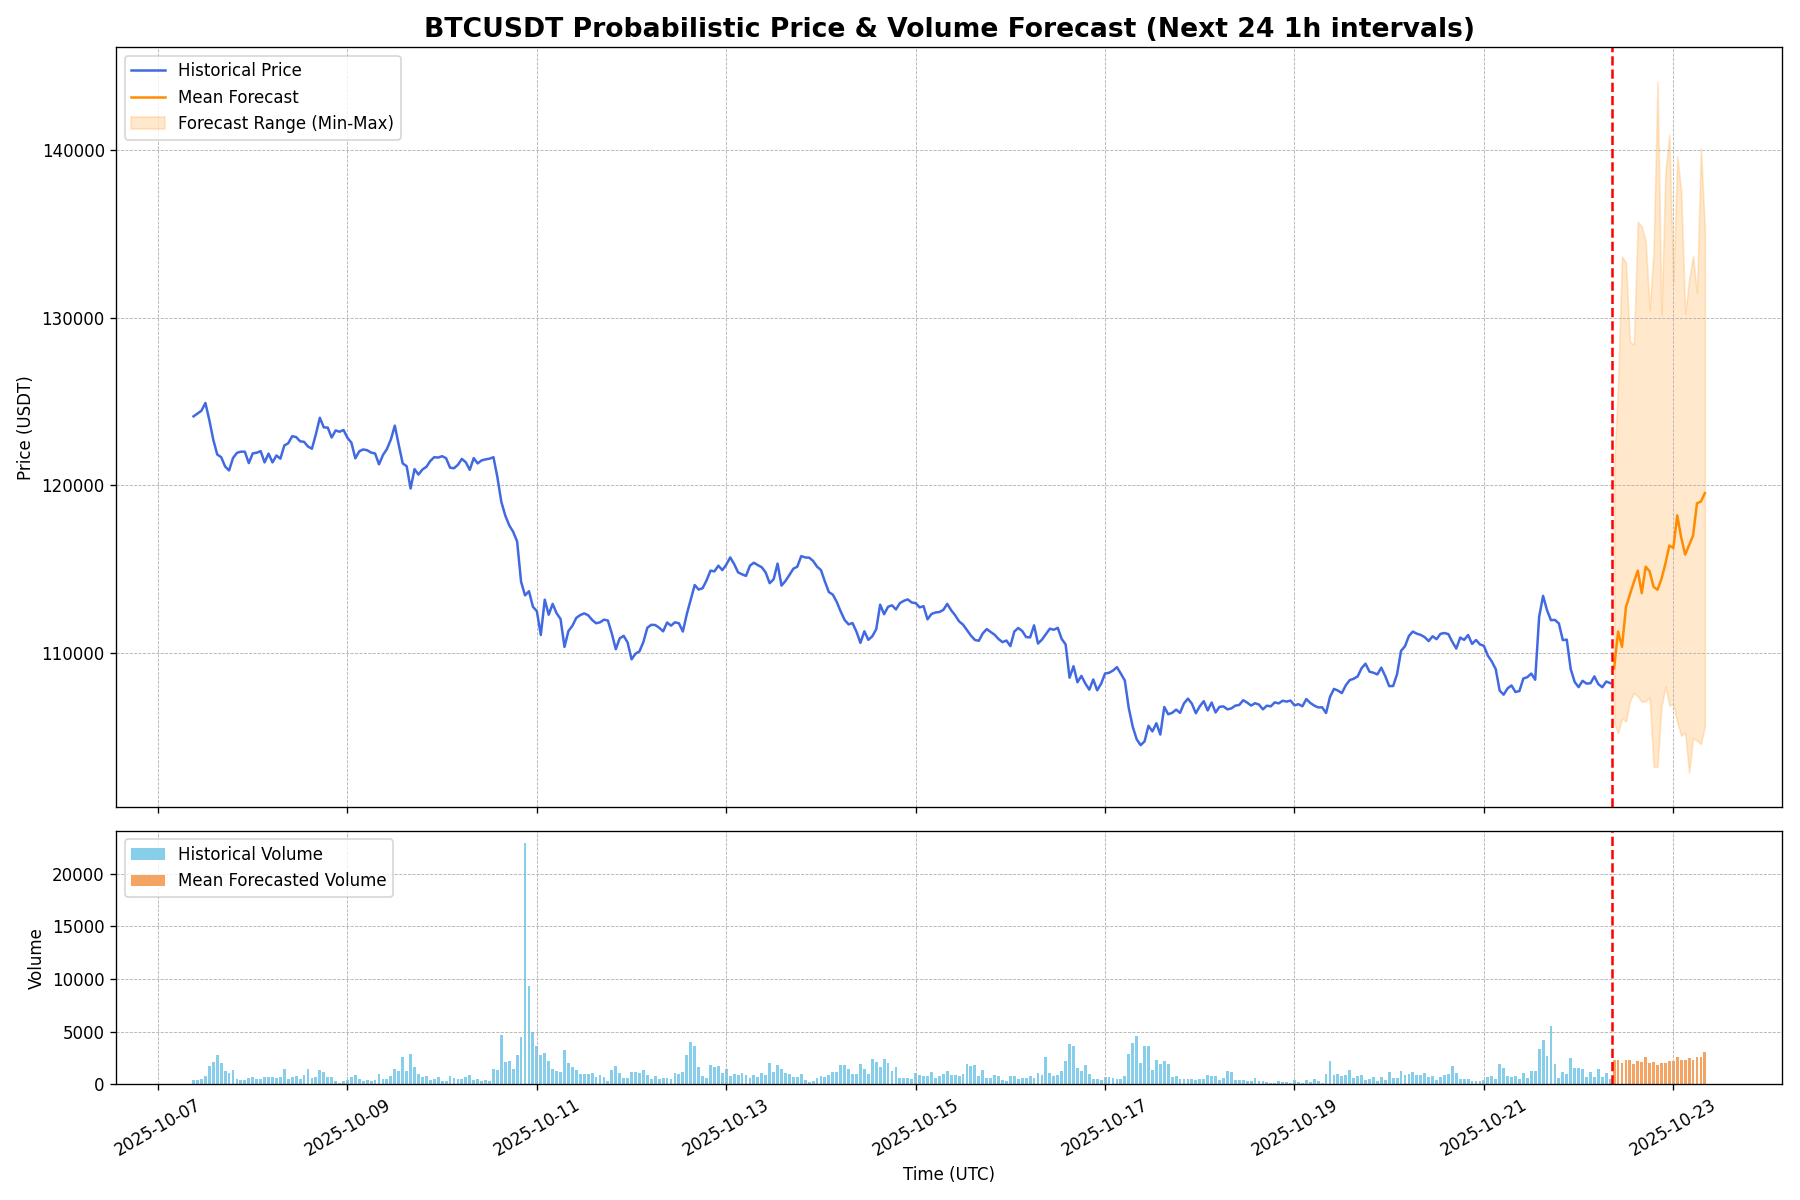 BTCUSDT Probabilistic Price & Volume Forecast (Next 24 1h intervals)
Historical Price
Mean Forecast
Forecast Range (Min-Max)
140000
130000
120000
110000
Price (USDT)
Historical Volume
Mean Forecasted Volume
20000
15000
10000
5000
0
Volume
2025-10-07
2025-10-09
2025-10-11
2025-10-13
2025-10-15
2025-10-17
2025-10-19
2025-10-21
2025-10-23
Time (UTC)